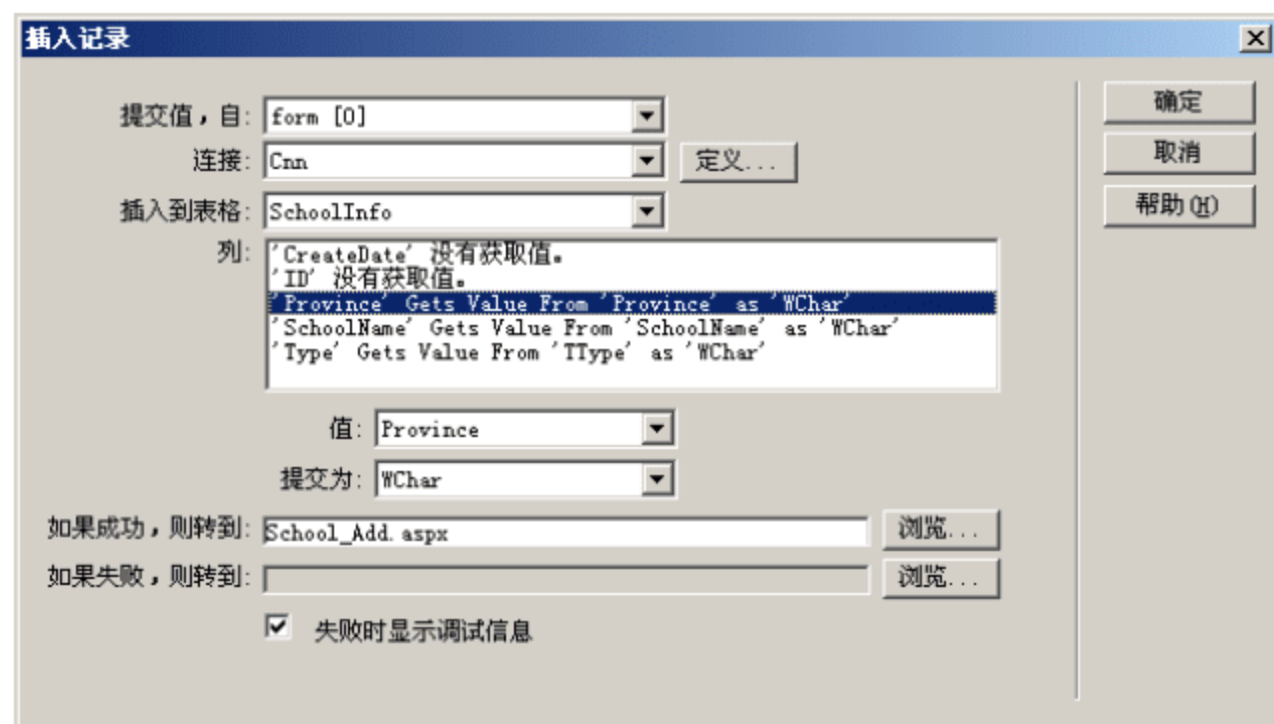 插入记录
提交值，自: form [0]
确定
连接: Cnn 定义...
取消
插入到表格: SchoolInfo
帮助(H)
列: 'CreateDate' 没有获取值。
'ID' 没有获取值。
'Province' Gets Value From 'Province' as 'WChar'
'SchoolName' Gets Value From 'SchoolName' as 'WChar'
'Type' Gets Value From 'TType' as 'WChar'
值: Province
提交为: WChar
如果成功，则转到: School_Add.aspx 浏览...
如果失败，则转到: 浏览...
失败时显示调试信息